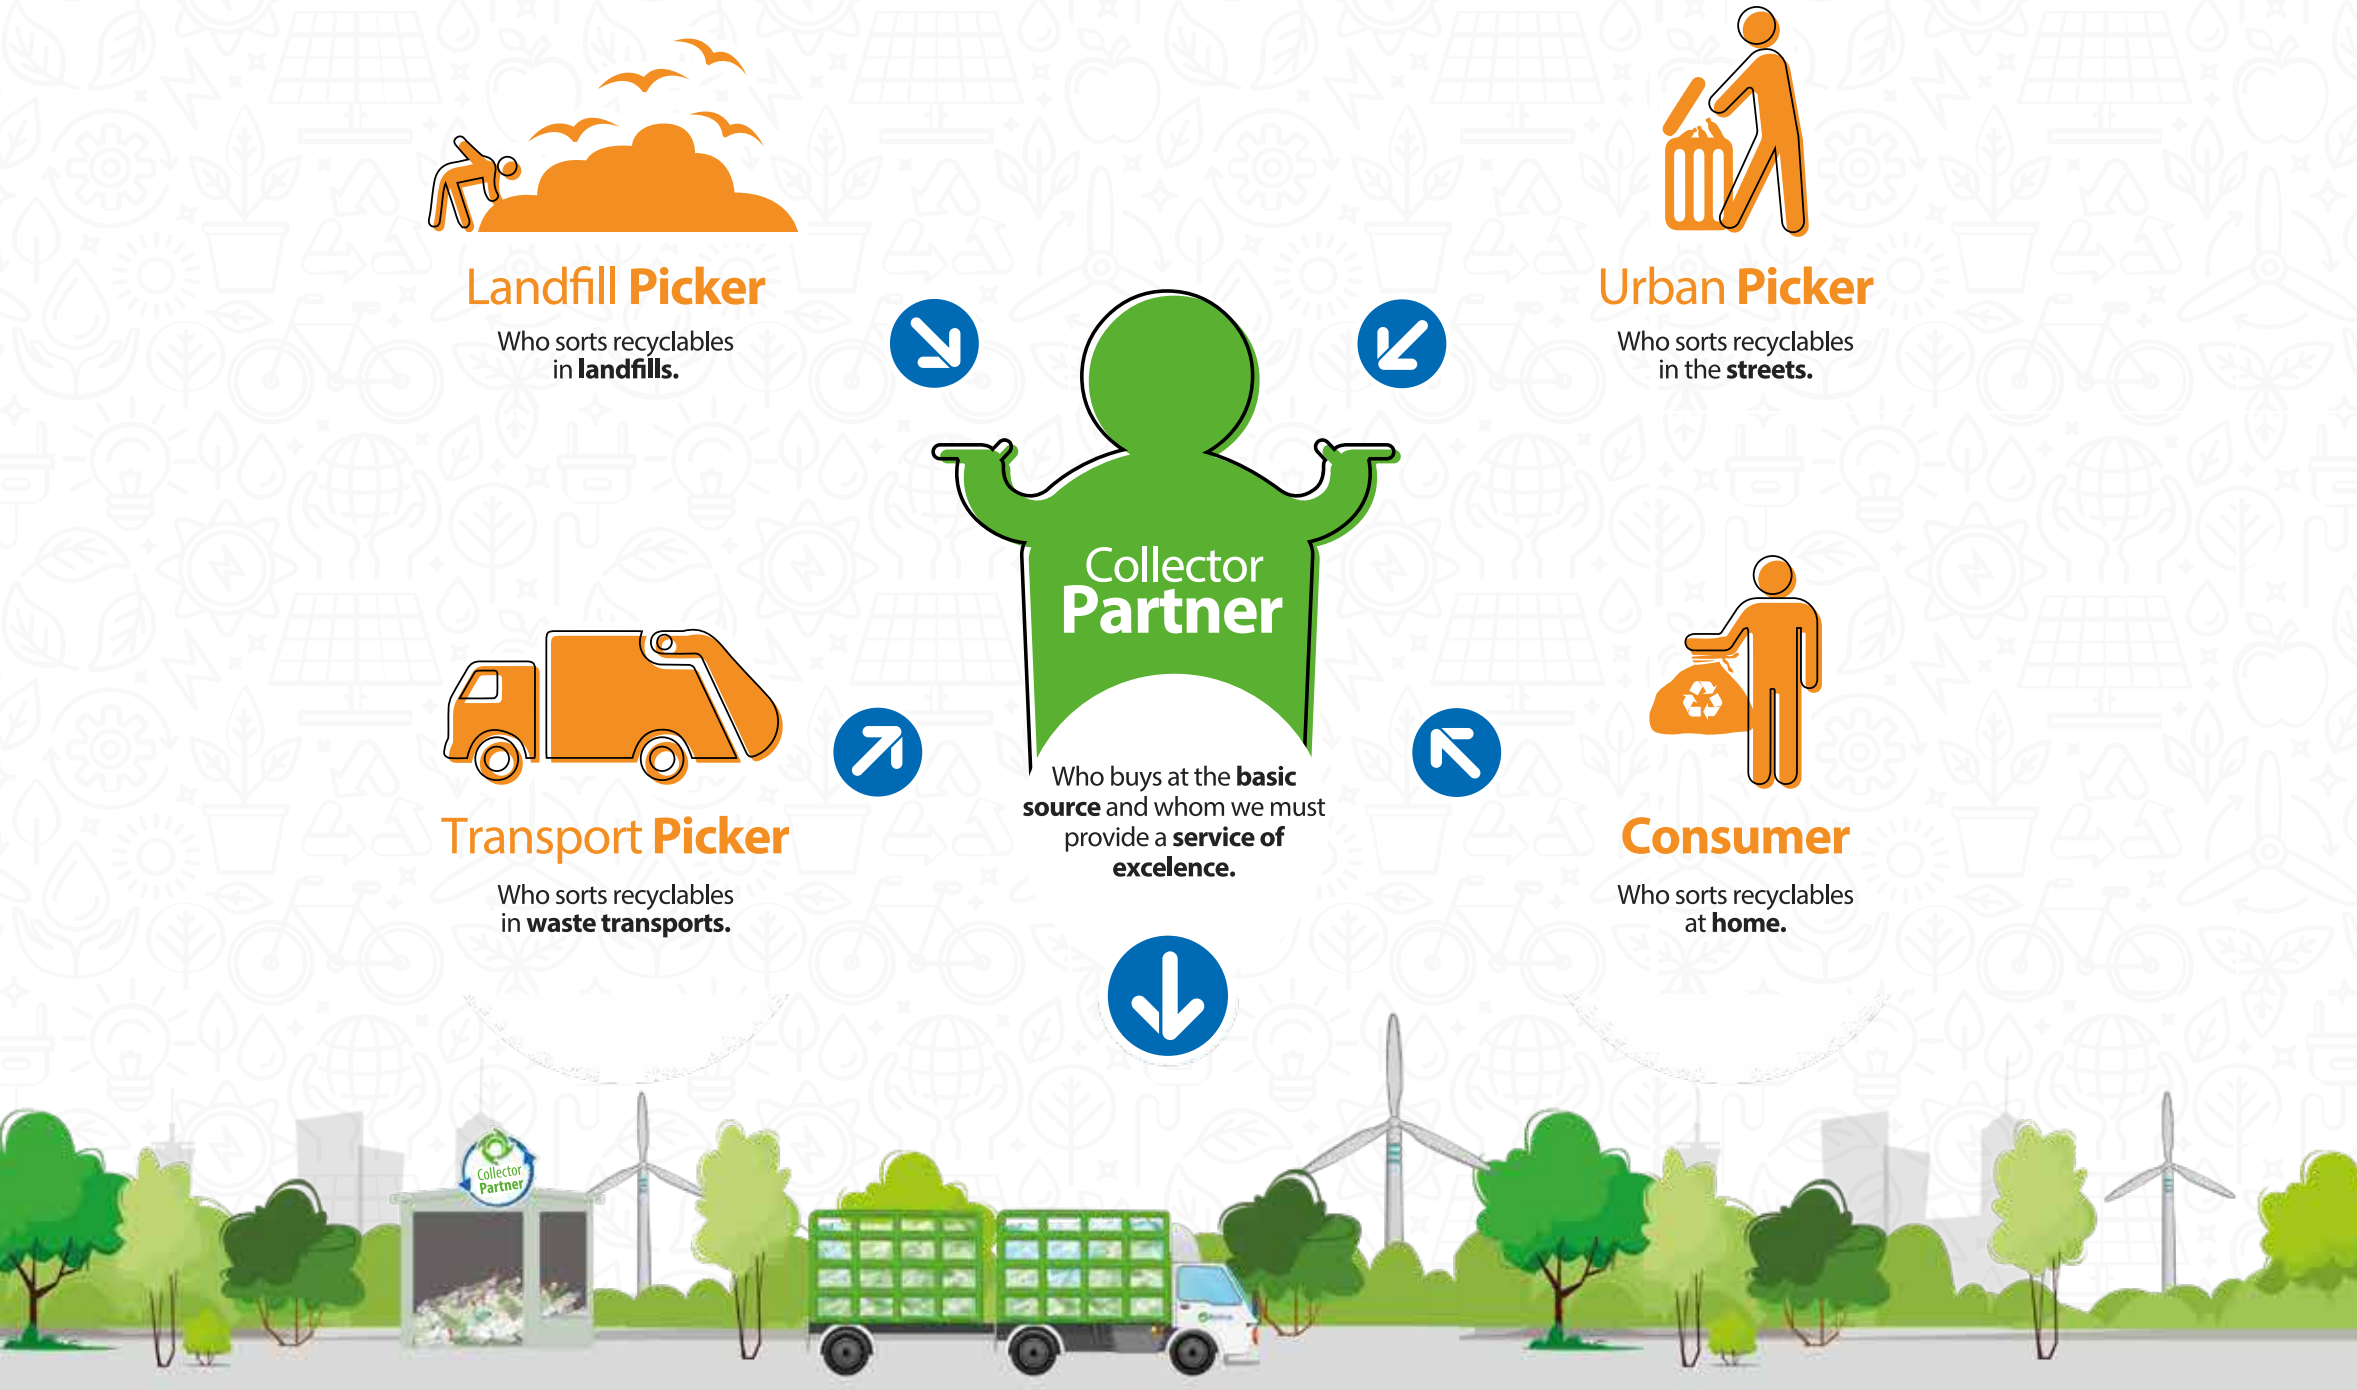 Landfill Picker
Who sorts recyclables
in landfills.
Urban Picker
Who sorts recyclables
in the streets.
Collector
Partner
Who buys at the basic
source and whom we must
provide a service of
excelence.
Transport Picker
Who sorts recyclables
in waste transports.
Consumer
Who sorts recyclables
at home.
Collector
Partner